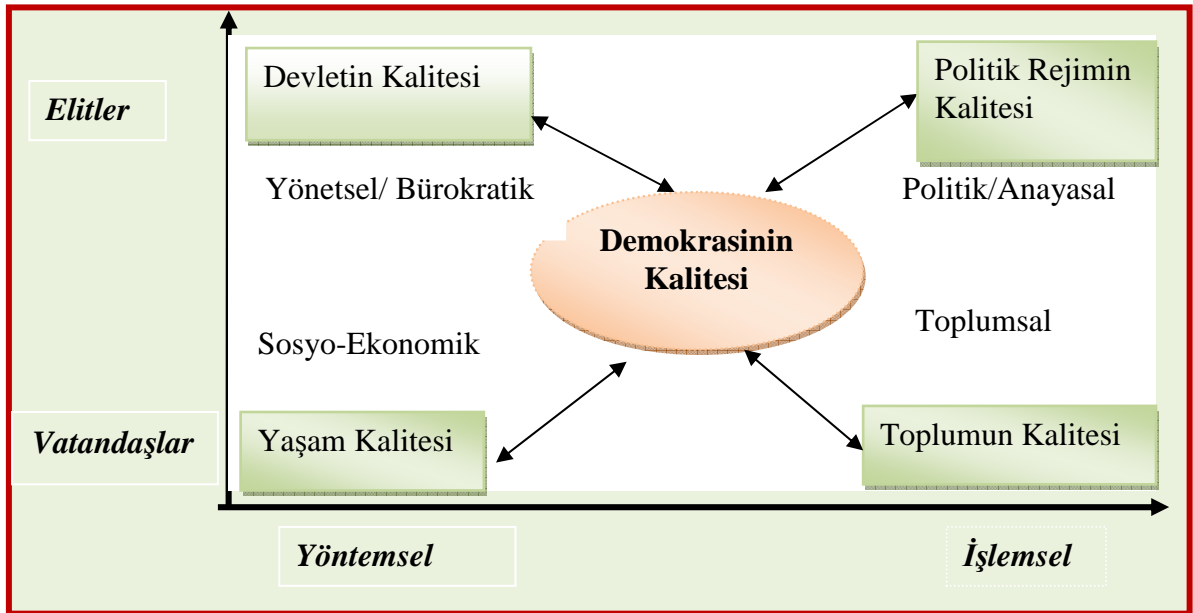 Devletin Kalitesi
Politik Rejimin
Kalitesi
Elitler
Yönetsel/ Bürokratik
Politik/Anayasal
Demokrasinin
Kalitesi
Toplumsal
Sosyo-Ekonomik
Vatandaşlar
Yaşam Kalitesi
Toplumun Kalitesi
Yöntemsel
İşlemsel